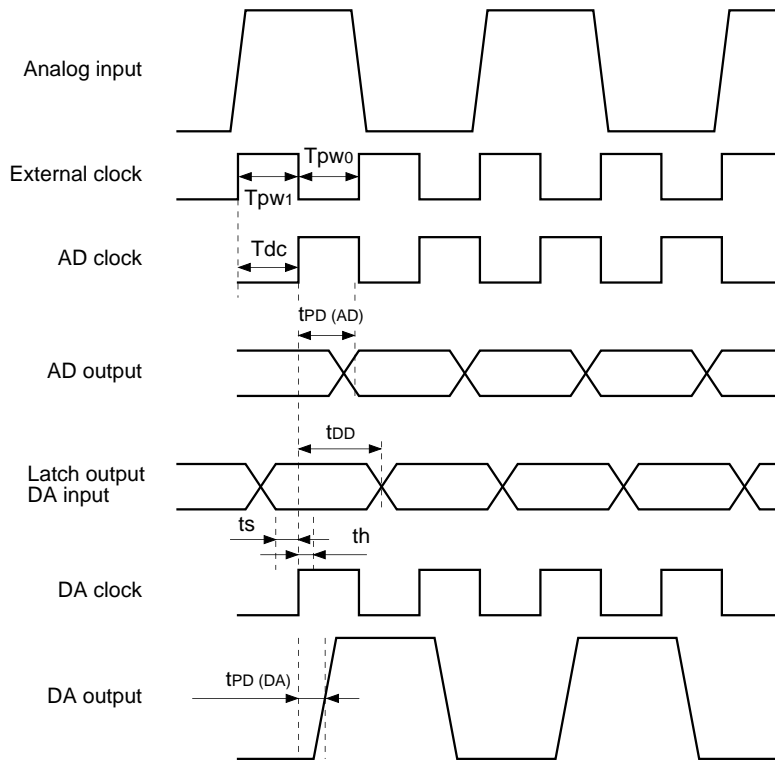 Analog input
External clock
Tpw0
Tpw1
AD clock
Tdc
tPD (AD)
AD output
tDD
Latch output
DA input
ts
th
DA clock
tPD (DA)
DA output